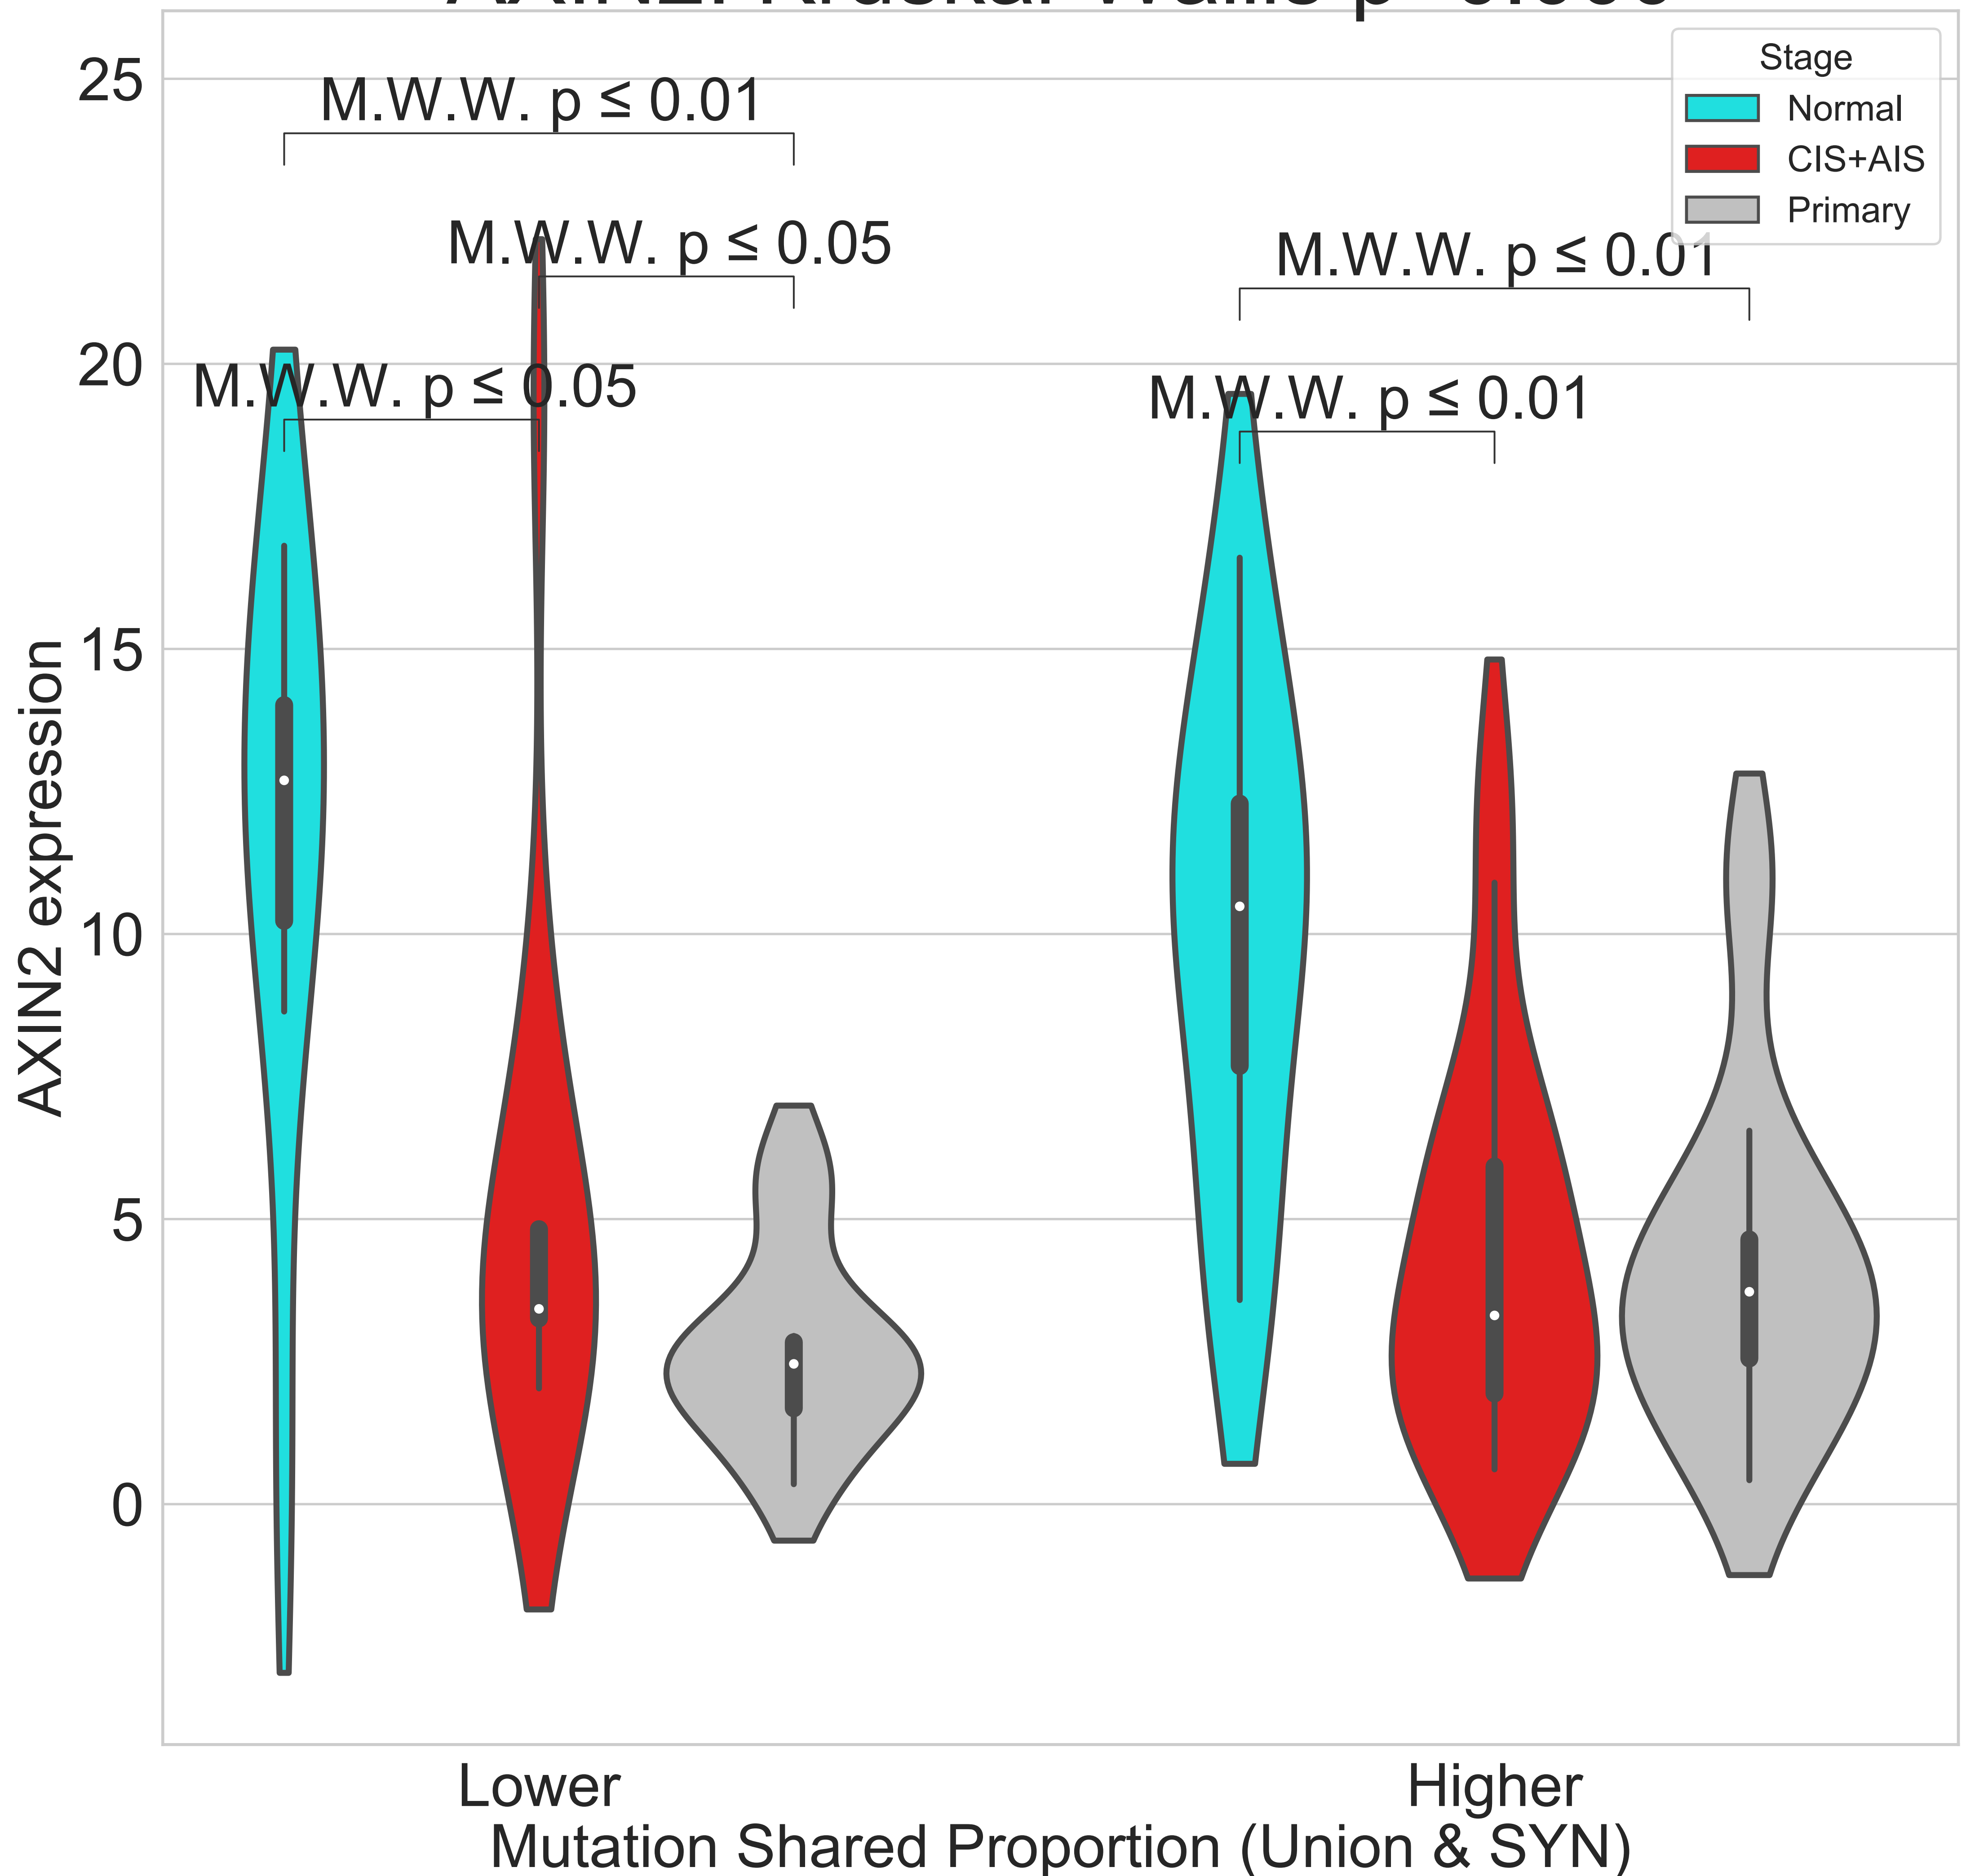 Stage
Normal
CIS+AIS
Primary
M.W.W. p ≤ 0.01
M.W.W. p ≤ 0.05
M.W.W. p ≤ 0.01
M.W.W. p ≤ 0.05
M.W.W. p ≤ 0.01
25
20
15
10
5
0
AXIN2 expression
Lower
Higher
Mutation Shared Proportion (Union & SYN)